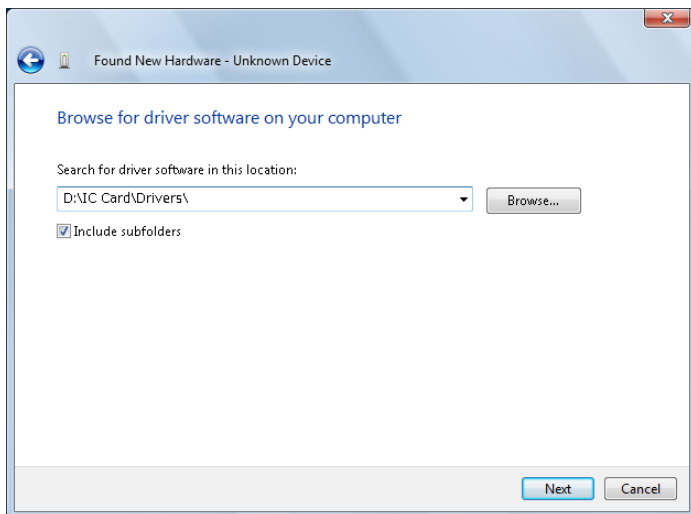 Found New Hardware - Unknown Device
Browse for driver software on your computer
Search for driver software in this location:
D:\IC Card\Drivers\
Browse...
Include subfolders
Next
Cancel